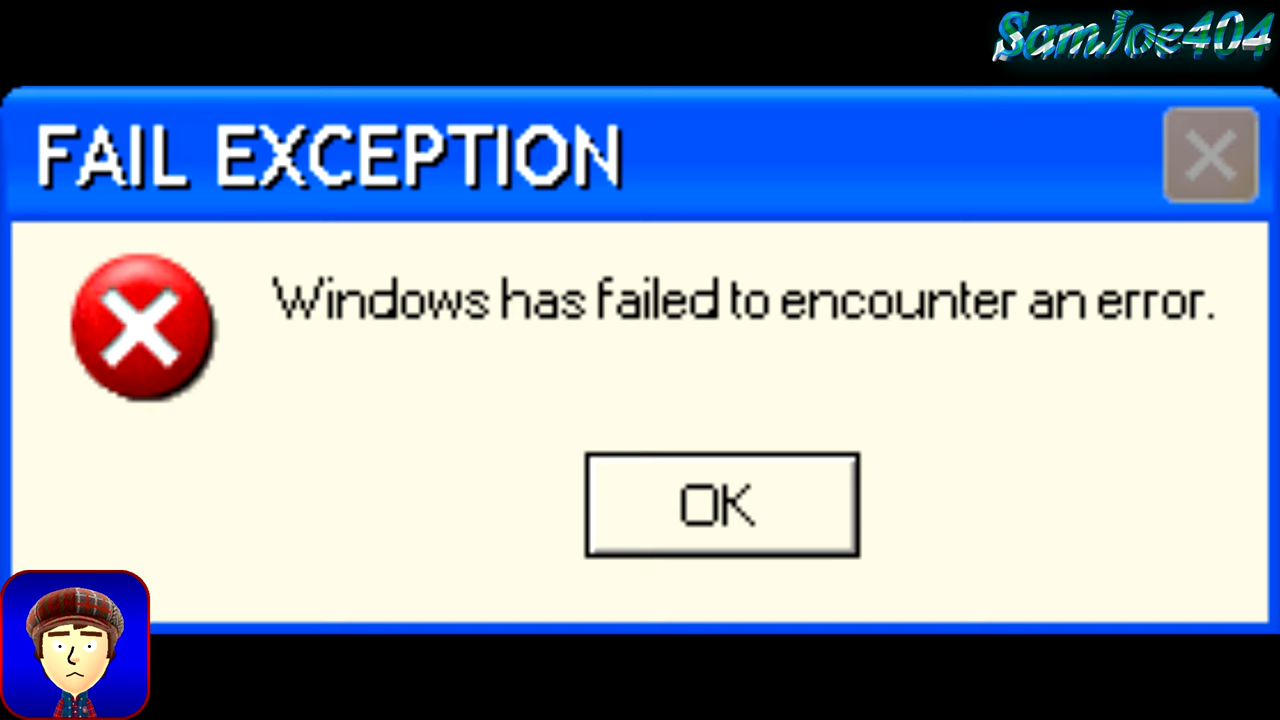 SamJoe404
FAIL EXCEPTION
Windows has failed to encounter an error.
OK